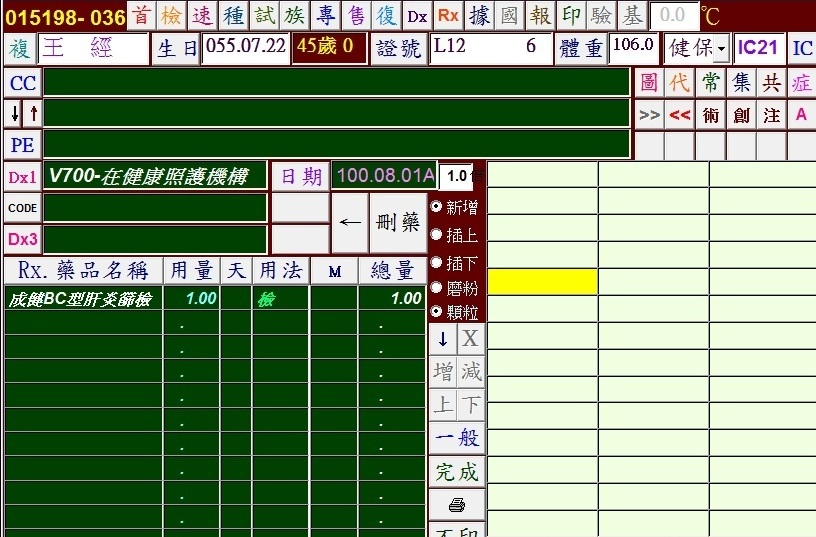 015198- 036 首 檢 速 種 試 族 專 售 復 Dx Rx 據 國 報 印 驗 基 0.0 ℃
複 王 經 生日 055.07.22 45歲 0 證號 L12 6 體重 106.0 健保 IC21 IC
CC 圖 代 常 集 共 症
↓ ↑ >> << 術 創 注 A
PE
Dx1 V700-在健康照護機構 日期 100.08.01A 1.0
CODE ← 刪藥 新增
插上
Dx3 插下
Rx.藥品名稱 用量 天 用法 M 總量 磨粉
成健BC型肝炎篩檢 1.00 檢 1.00 顆粒
↓ X
增 減
上 下
一般
完成
不印